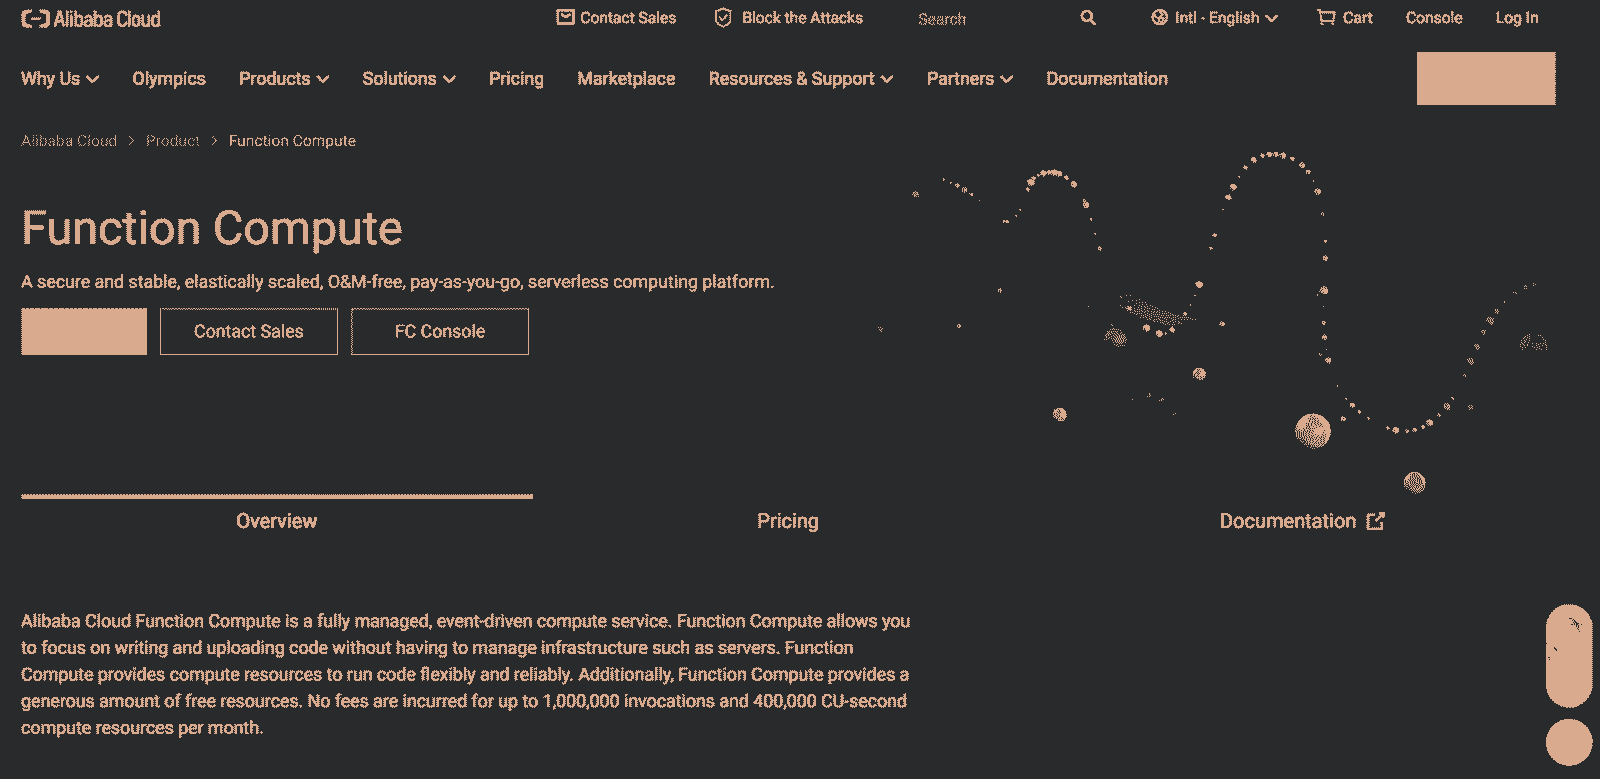 Alibaba Cloud Contact Sales Block the Attacks Search Intl - English Cart Console Log In
Why Us Olympics Products Solutions Pricing Marketplace Resources & Support Partners Documentation
Alibaba Cloud > Product > Function Compute
Function Compute
A secure and stable, elastically scaled, O&M-free, pay-as-you-go, serverless computing platform.
Contact Sales FC Console
Overview Pricing Documentation
Alibaba Cloud Function Compute is a fully managed, event-driven compute service. Function Compute allows you
to focus on writing and uploading code without having to manage infrastructure such as servers. Function
Compute provides compute resources to run code flexibly and reliably. Additionally, Function Compute provides a
generous amount of free resources. No fees are incurred for up to 1,000,000 invocations and 400,000 CU-second
compute resources per month.